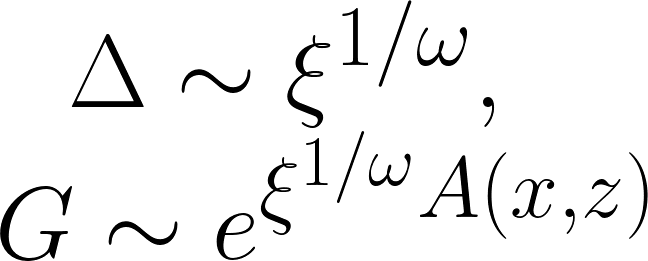 Δ ∼ ξ^{1/ω},
G ∼ e^{ξ^{1/ω} A(x,z)}